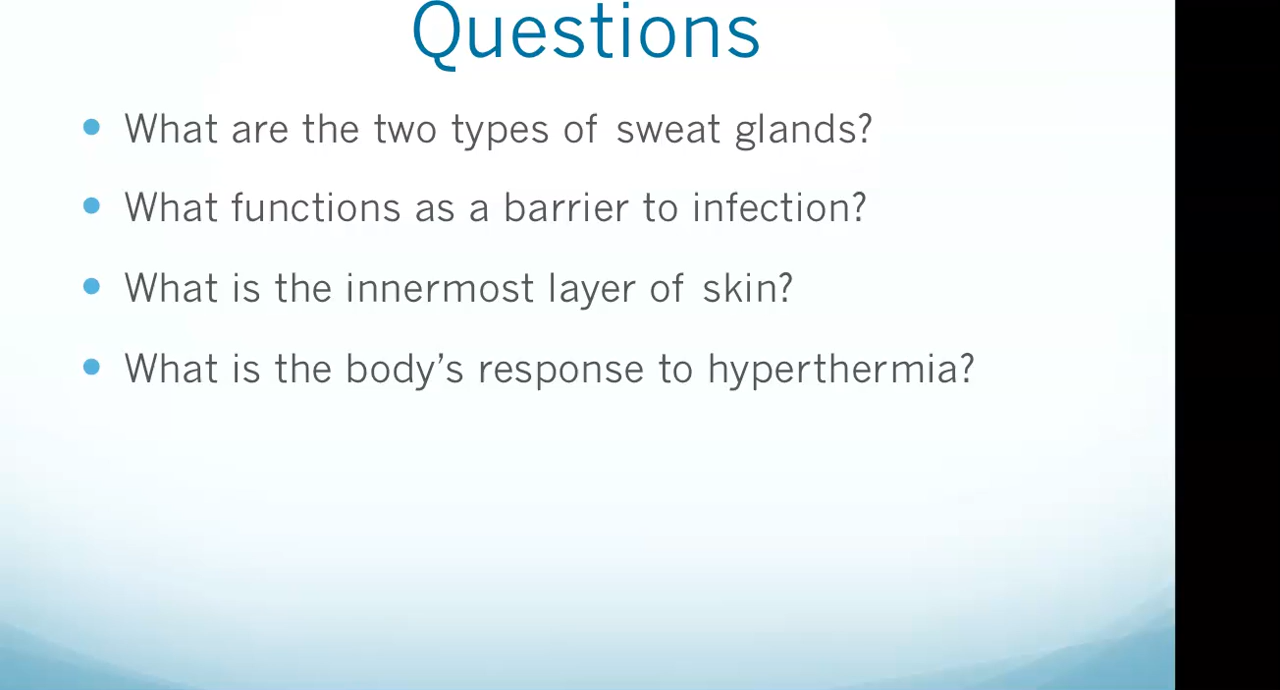 Questions
• What are the two types of sweat glands?
• What functions as a barrier to infection?
• What is the innermost layer of skin?
• What is the body’s response to hyperthermia?